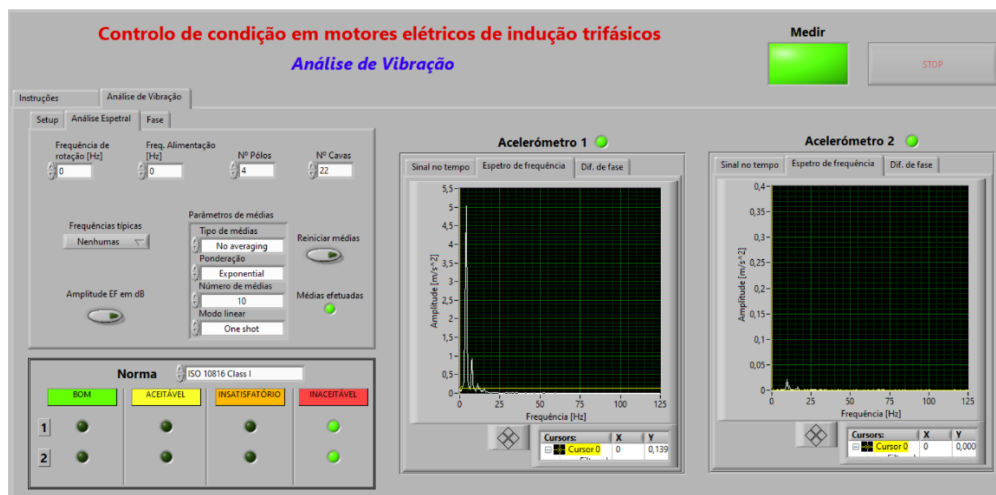 Controlo de condição em motores elétricos de indução trifásicos
Análise de Vibração
Medir
STOP
Instruções
Análise de Vibração
Setup
Análise Espetral
Fase
Frequência de
rotação [Hz]
0
Freq. Alimentação
[Hz]
0
Nº Pólos
4
Nº Cavas
22
Frequências típicas
Nenhumas
Amplitude EF em dB
Parâmetros de médias
Tipo de médias
No averaging
Ponderação
Exponential
Número de médias
10
Modo linear
One shot
Reiniciar médias
Médias efetuadas
Norma
ISO 10816 Class I
BOM
ACEITÁVEL
INSATISFATÓRIO
INACEITÁVEL
1
2
Acelerómetro 1
Sinal no tempo
Espetro de frequência
Dif. de fase
5,5
5
4,5
4
3,5
3
2,5
2
1,5
1
0,5
0
Amplitude [m/s^2]
0
25
50
75
100
125
Frequência [Hz]
Cursors:
X
Y
Cursor 0
0
0,139
Acelerómetro 2
Sinal no tempo
Espetro de frequência
Dif. de fase
0,4
0,35
0,3
0,25
0,2
0,15
0,1
0,05
0
Amplitude [m/s^2]
0
25
50
75
100
125
Frequência [Hz]
Cursors:
X
Y
Cursor 0
0
0,000